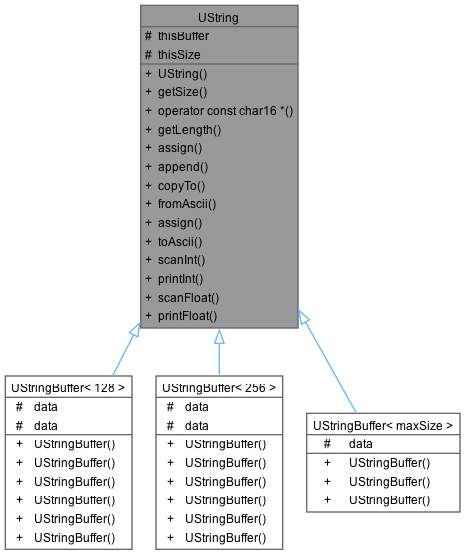 UString
# thisBuffer
# thisSize
+ UString()
+ getSize()
+ operator const char16 *()
+ getLength()
+ assign()
+ append()
+ copyTo()
+ fromAscii()
+ assign()
+ toAscii()
+ scanInt()
+ printInt()
+ scanFloat()
+ printFloat()
UStringBuffer< 128 >
# data
# data
+ UStringBuffer()
+ UStringBuffer()
+ UStringBuffer()
+ UStringBuffer()
+ UStringBuffer()
+ UStringBuffer()
UStringBuffer< 256 >
# data
# data
+ UStringBuffer()
+ UStringBuffer()
+ UStringBuffer()
+ UStringBuffer()
+ UStringBuffer()
+ UStringBuffer()
UStringBuffer< maxSize >
# data
+ UStringBuffer()
+ UStringBuffer()
+ UStringBuffer()